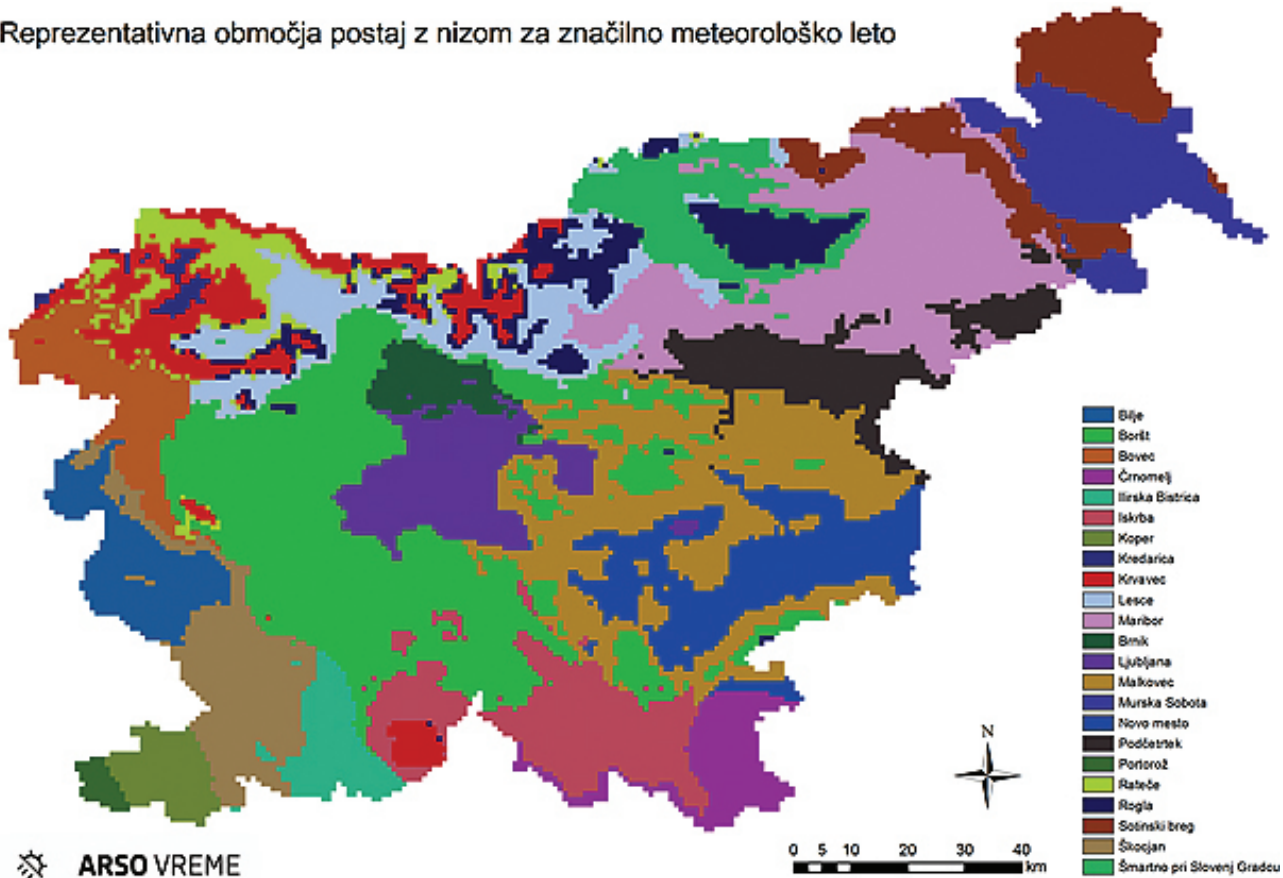 Reprezentativna območja postaj z nizom za značilno meteorološko leto
Bilje
Boršt
Bovec
Črnomelj
Ilirska Bistrica
Iskrba
Koper
Kredarica
Krvavec
Lesce
Maribor
Brnik
Ljubljana
Malkovec
Murska Sobota
Novo mesto
Podčetrtek
Portorož
Rateče
Rogla
Sotinski breg
Škocjan
Šmartno pri Slovenj Gradcu
N
0 5 10 20 30 40
km
ARSO VREME